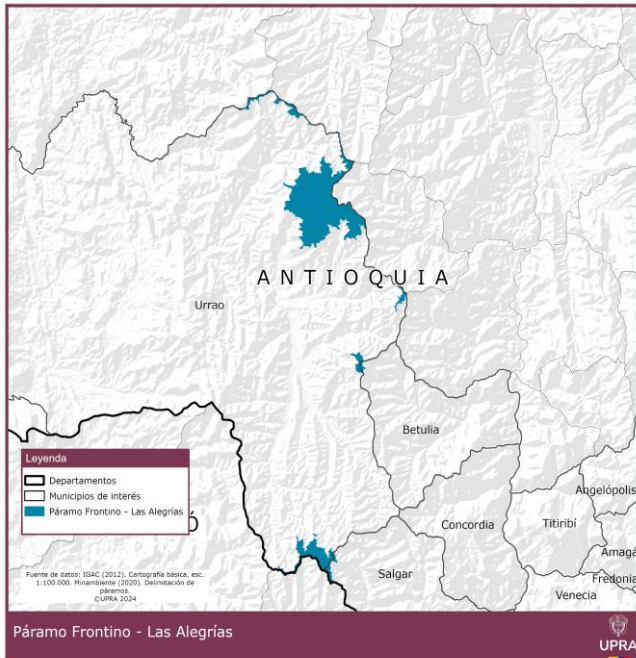 ANTIOQUIA
Urrao
Betulia
Angelópolis
Concordia
Titiribí
Amagá
Fredonia
Salgar
Venecia
Leyenda
Departamentos
Municipios de interés
Páramo Frontino - Las Alegrías
Ó
Fuente de datos: IGAC (2012). Cartografía básica, esc.
1:100.000. Minambiente (2020). Delimitación de
páramos.
©UPRA 2024
Páramo Frontino - Las Alegrías
UPRA